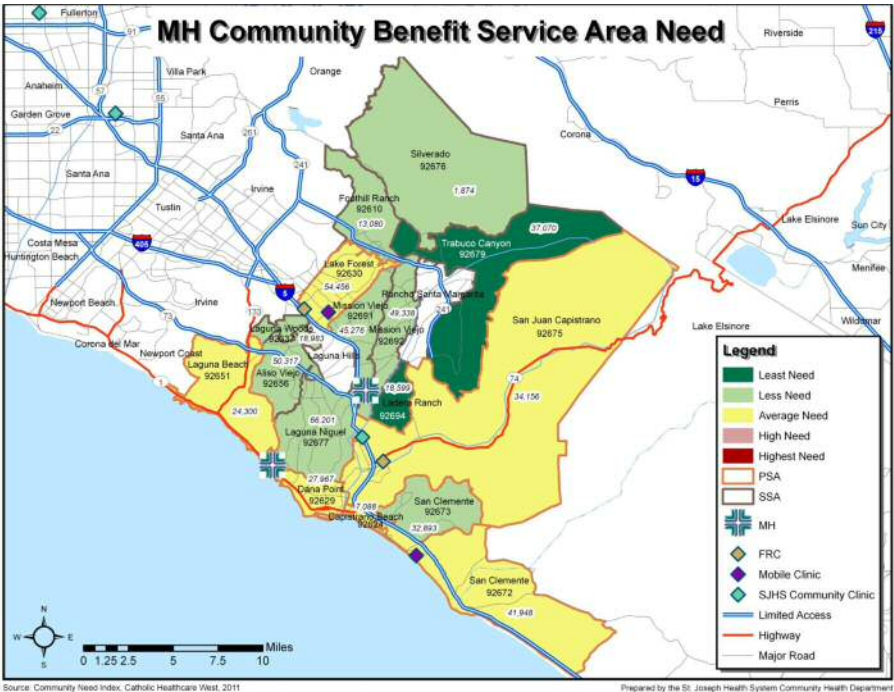 MH Community Benefit Service Area Need
Fullerton
91
Riverside
215
Villa Park
Orange
Anaheim
57
55
Perris
Garden Grove
22
Santa Ana
261
Corona
Silverado
92676
241
15
Santa Ana
Irvine
1,874
Foothill Ranch
92610
Tustin
13,080
37,070
Lake Elsinore
Sun City
Costa Mesa
405
Trabuco Canyon
92679
Huntington Beach
Lake Forest
92630
Menifee
54,456
5
Rancho Santa Margarita
Newport Beach
Irvine
133
Mission Viejo
92691
49,338
241
San Juan Capistrano
92675
Wildomar
73
Laguna Woods
18,983
45,276
Mission Viejo
92692
Lake Elsinore
Corona del Mar
Newport Coast
Laguna Hills
Laguna Beach
92651
50,317
Aliso Viejo
92656
18,599
74
1
Ladera Ranch
92694
34,156
24,300
66,201
Laguna Niguel
92677
27,967
Dana Point
92629
San Clemente
92673
7,088
Capistrano Beach
92624
32,893
San Clemente
92672
41,948
Legend
Least Need
Less Need
Average Need
High Need
Highest Need
PSA
SSA
MH
FRC
Mobile Clinic
SJHS Community Clinic
Limited Access
Highway
Major Road
N
W E
S
Miles
0 1.25 2.5 5 7.5 10
Source: Community Need Index, Catholic Healthcare West, 2011
Prepared by the St. Joseph Health System Community Health Department